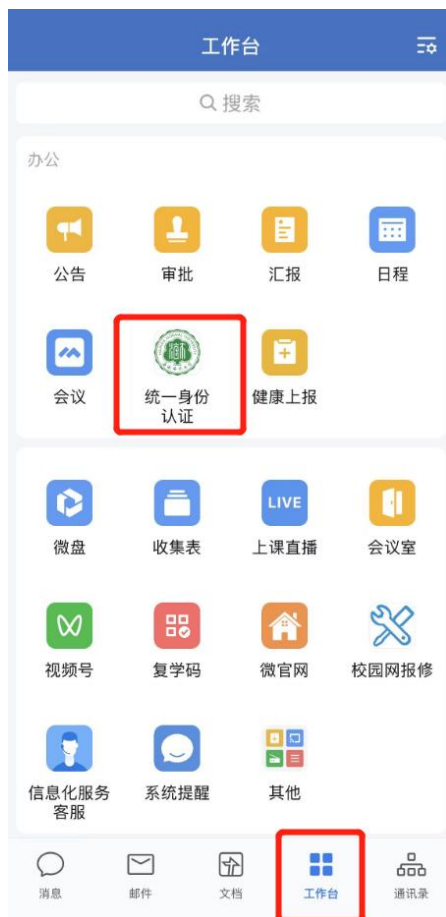 工作台
搜索
办公
公告
审批
汇报
日程
会议
统一身份
认证
健康上报
微盘
收集表
LIVE
上课直播
会议室
视频号
复学码
微官网
校园网报修
信息化服务
客服
系统提醒
其他
消息
邮件
文档
工作台
通讯录